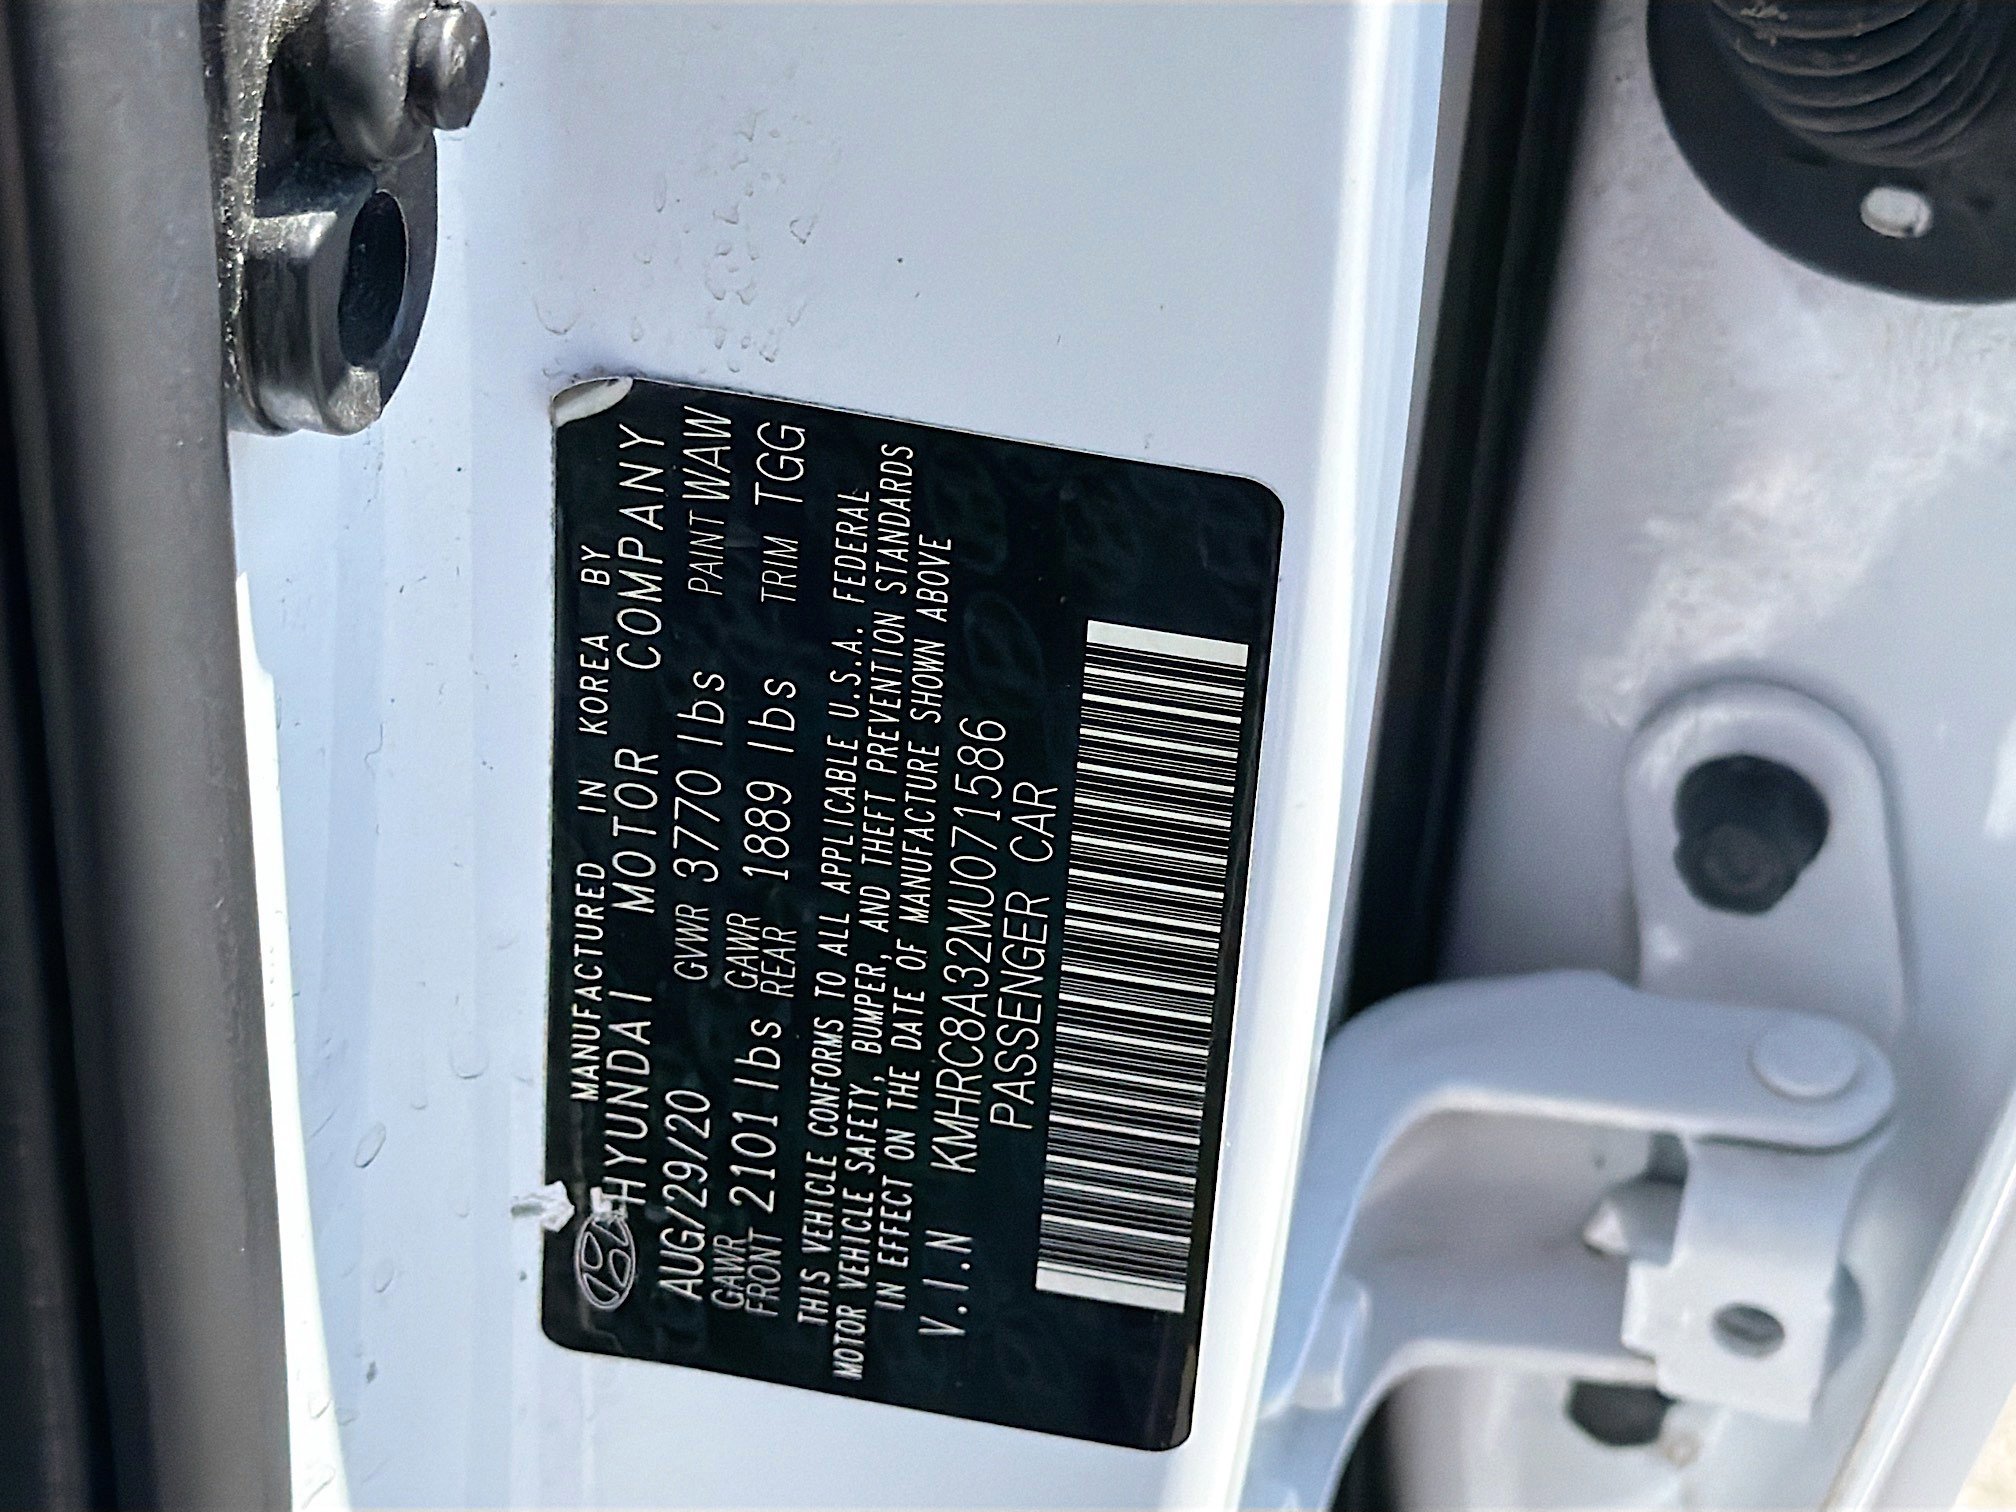 MANUFACTURED IN KOREA BY
HYUNDAI MOTOR COMPANY
AUG/29/20 GVWR 3770 lbs PAINT WAW
GAWR FRONT 2101 lbs GAWR REAR 1889 lbs TRIM TGG
THIS VEHICLE CONFORMS TO ALL APPLICABLE U.S.A. FEDERAL
MOTOR VEHICLE SAFETY, BUMPER, AND THEFT PREVENTION STANDARDS
IN EFFECT ON THE DATE OF MANUFACTURE SHOWN ABOVE
V.I.N KMHRC8A32MU071586
PASSENGER CAR